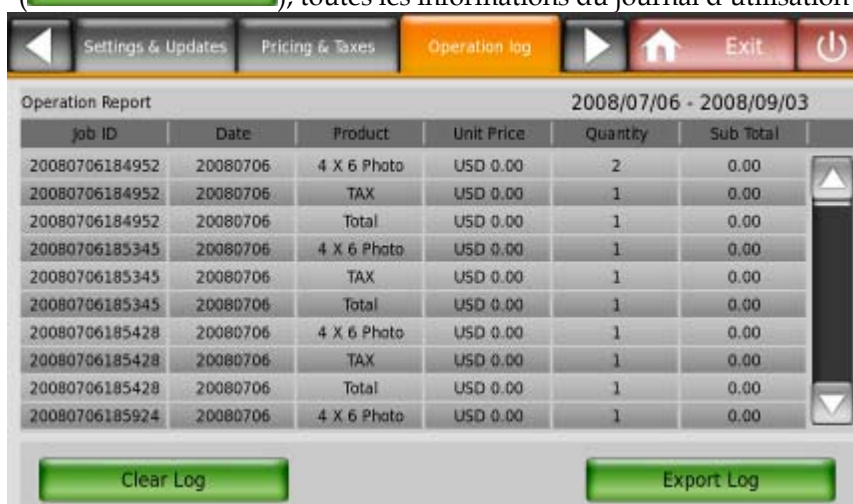 (                    ), toutes les informations du journal d'utilisation
Settings & Updates Pricing & Taxes Operation log Exit
Operation Report 2008/07/06 - 2008/09/03
Job ID Date Product Unit Price Quantity Sub Total
20080706184952 20080706 4 X 6 Photo USD 0.00 2 0.00
20080706184952 20080706 TAX USD 0.00 1 0.00
20080706184952 20080706 Total USD 0.00 1 0.00
20080706185345 20080706 4 X 6 Photo USD 0.00 1 0.00
20080706185345 20080706 TAX USD 0.00 1 0.00
20080706185345 20080706 Total USD 0.00 1 0.00
20080706185428 20080706 4 X 6 Photo USD 0.00 1 0.00
20080706185428 20080706 TAX USD 0.00 1 0.00
20080706185428 20080706 Total USD 0.00 1 0.00
20080706185924 20080706 4 X 6 Photo USD 0.00 1 0.00
Clear Log Export Log